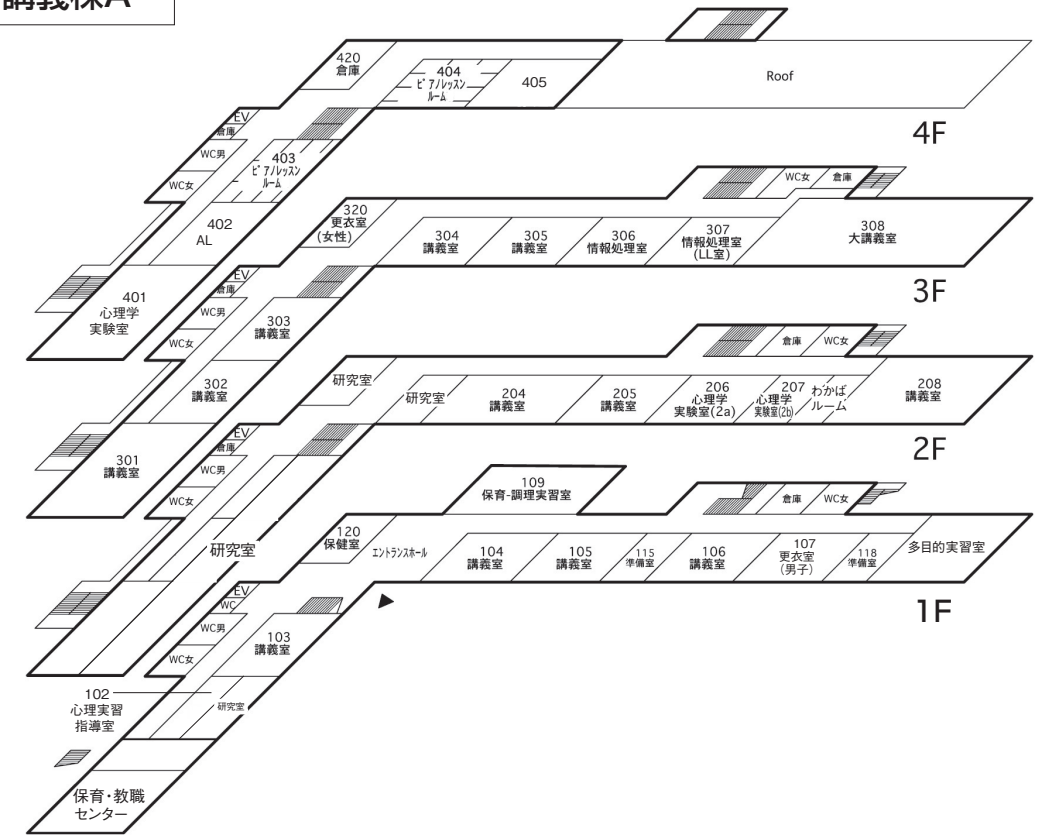 講義棟A
420
倉庫
404
ピアノレッスン
ルーム
405
Roof
4F
EV
倉庫
WC男
WC女
403
ピアノレッスン
ルーム
402
AL
401
心理学
実験室
320
更衣室
(女性)
304
講義室
305
講義室
306
情報処理室
307
情報処理室
(LL室)
WC女
倉庫
308
大講義室
3F
EV
倉庫
WC男
WC女
303
講義室
302
講義室
301
講義室
研究室
研究室
204
講義室
205
講義室
206
心理学
実験室(2a)
207
心理学
実験室(2b)
わかば
ルーム
倉庫
WC女
208
講義室
2F
EV
倉庫
WC男
WC女
研究室
109
保育・調理実習室
120
保健室
エントランスホール
104
講義室
105
講義室
115
準備室
106
講義室
107
更衣室
(男子)
118
準備室
倉庫
WC女
多目的実習室
1F
EV
WC
WC男
WC女
103
講義室
102
心理実習
指導室
研究室
保育・教職
センター